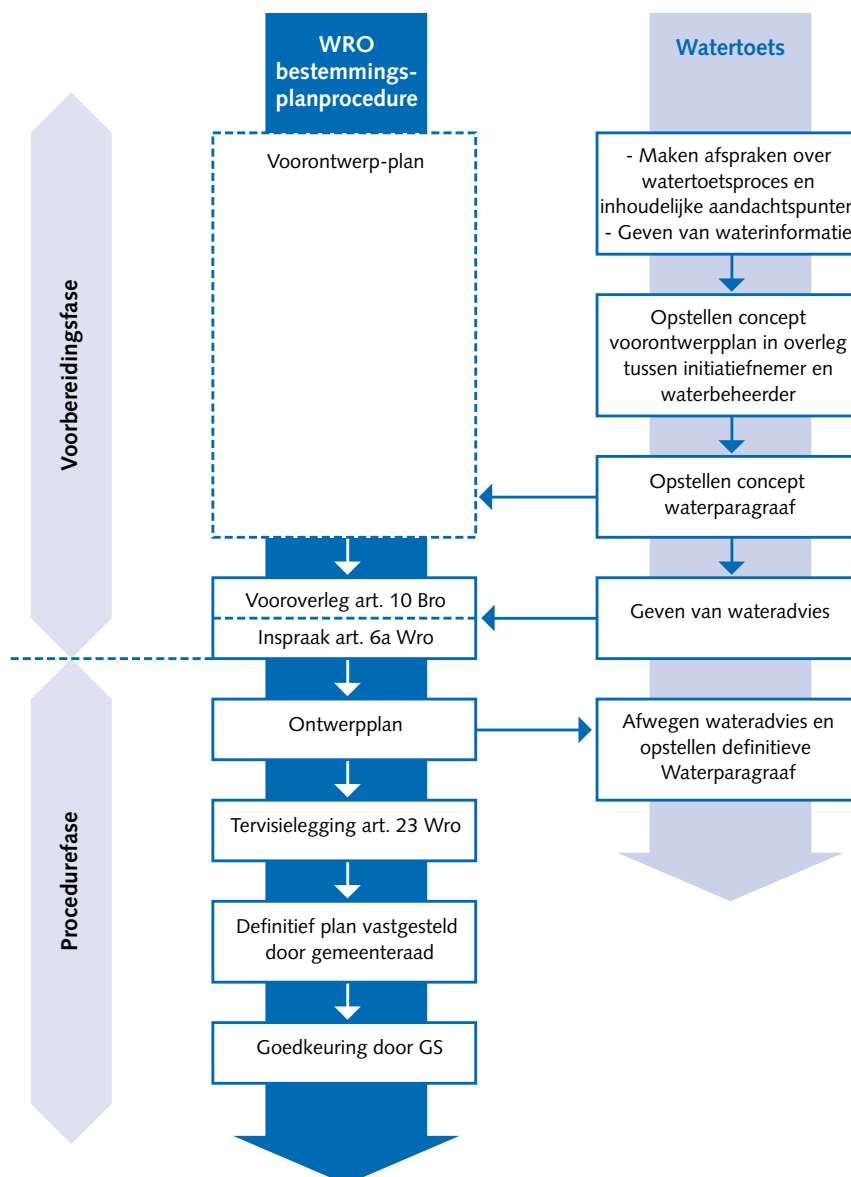 WRO
bestemmings-
planprocedure
Watertoets
Voorbereidingsfase
Voorontwerp-plan
- Maken afspraken over
watertoetsproces en
inhoudelijke aandachtspunten
- Geven van waterinformatie
Opstellen concept
voorontwerpplan in overleg
tussen initiatiefnemer en
waterbeheerder
Opstellen concept
waterparagraaf
Vooroverleg art. 10 Bro
Inspraak art. 6a Wro
Geven van wateradvies
Procedurefase
Ontwerpplan
Afwegen wateradvies en
opstellen definitieve
Waterparagraaf
Tervisielegging art. 23 Wro
Definitief plan vastgesteld
door gemeenteraad
Goedkeuring door GS